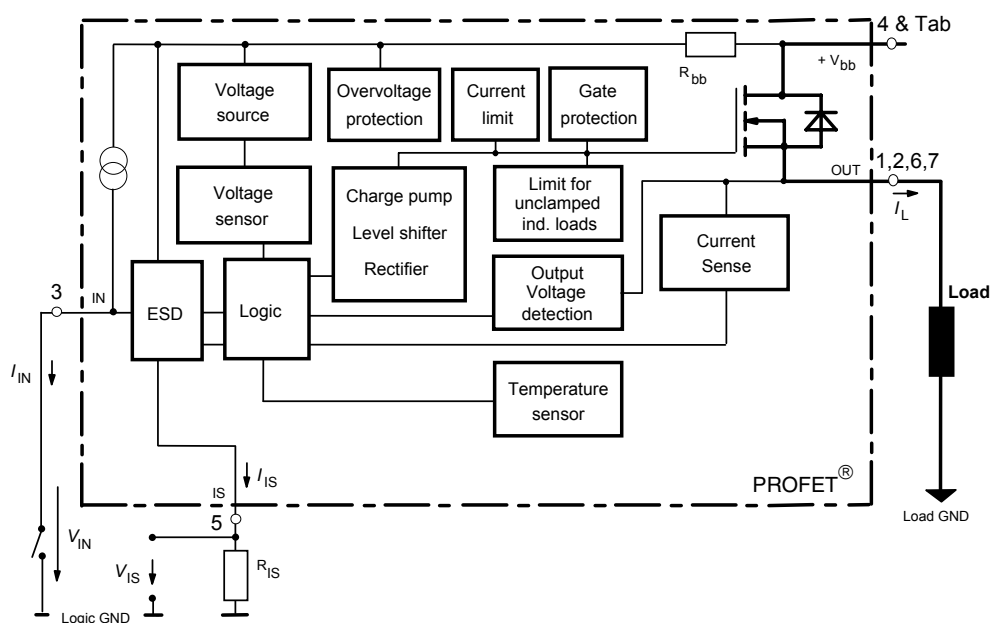 4 & Tab
R bb
+ V bb
Voltage
source
Overvoltage
protection
Current
limit
Gate
protection
Voltage
sensor
Charge pump
Level shifter
Rectifier
Limit for
unclamped
ind. loads
OUT
1,2,6,7
I L
Current
Sense
3
IN
ESD
Logic
Output
Voltage
detection
Load
I IN
Temperature
sensor
I IS
IS
PROFET®
5
Load GND
V IN
V IS
R IS
Logic GND